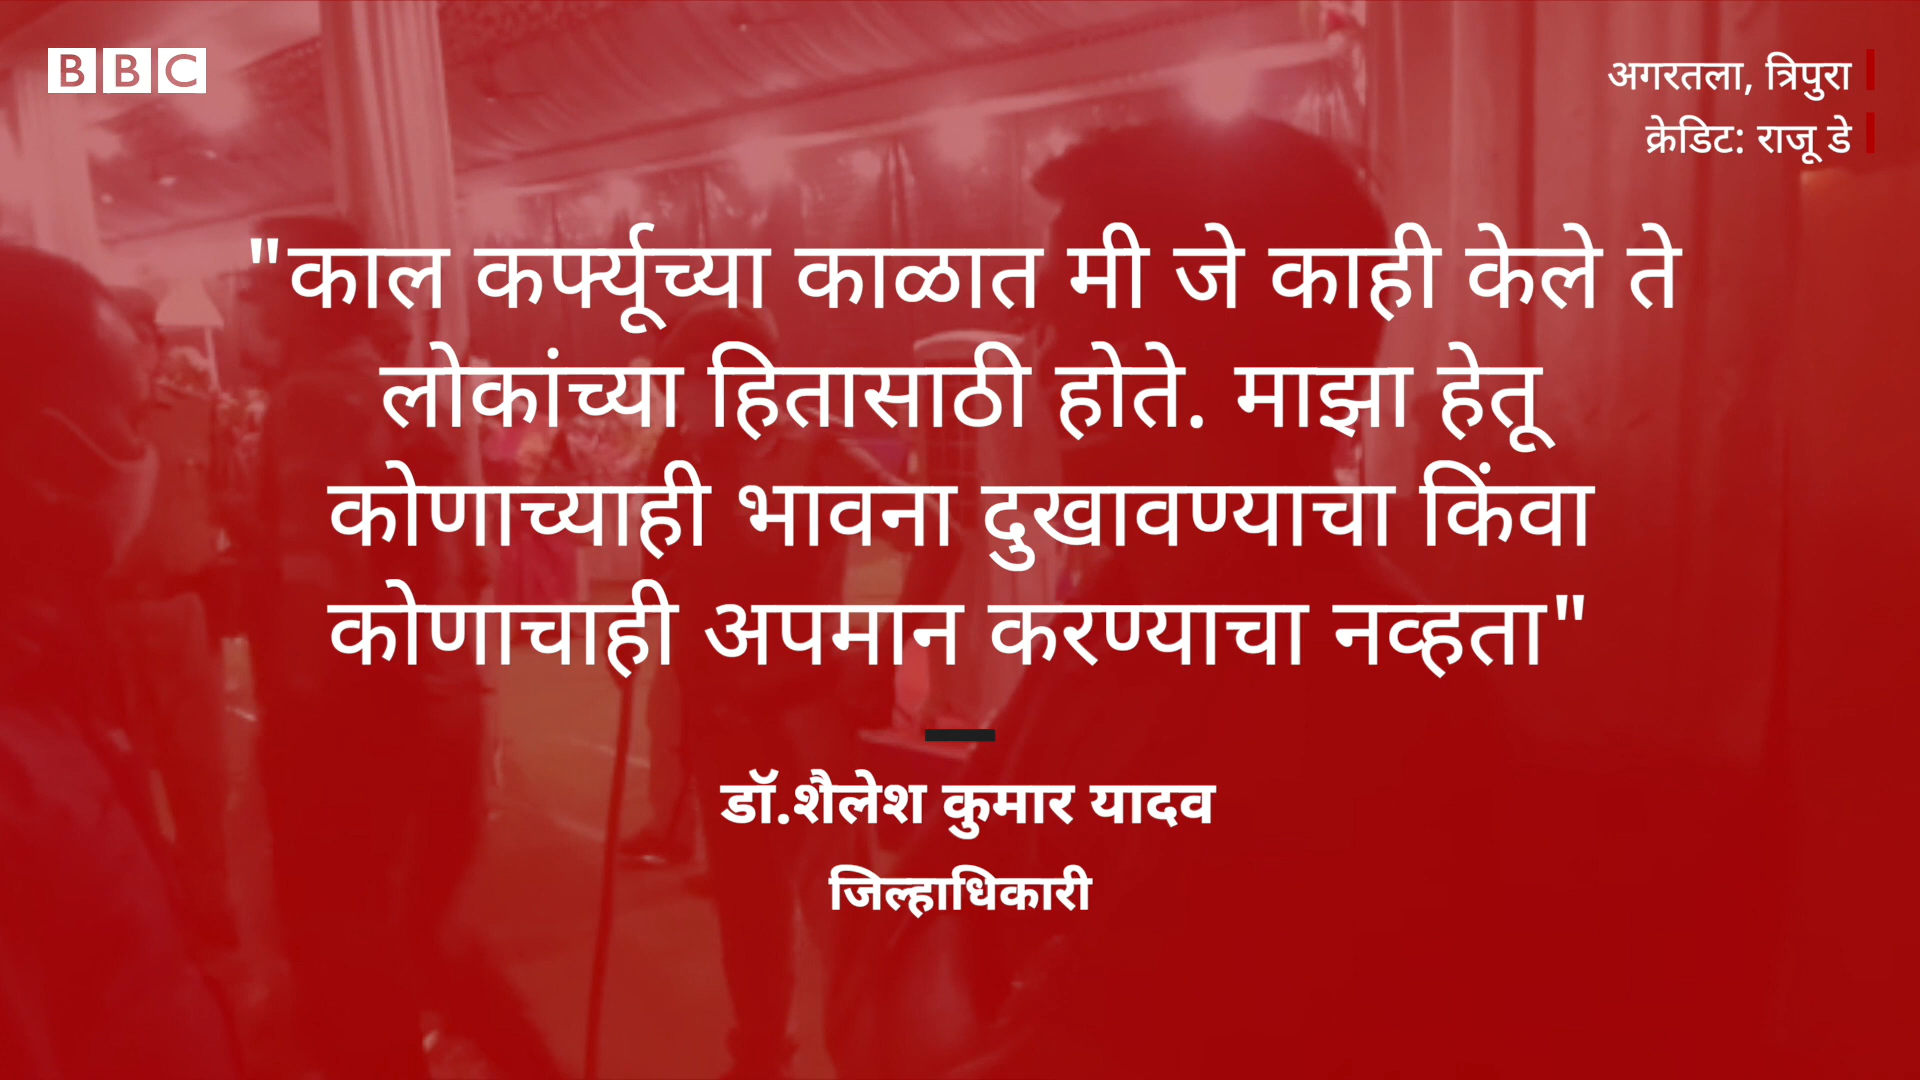 BBC
अगरतला, त्रिपुरा
क्रेडिट: राजू डे
"काल कर्फ्यूच्या काळात मी जे काही केले ते
लोकांच्या हितासाठी होते. माझा हेतू
कोणाच्याही भावना दुखावण्याचा किंवा
कोणाचाही अपमान करण्याचा नव्हता"
डॉ.शैलेश कुमार यादव
जिल्हाधिकारी